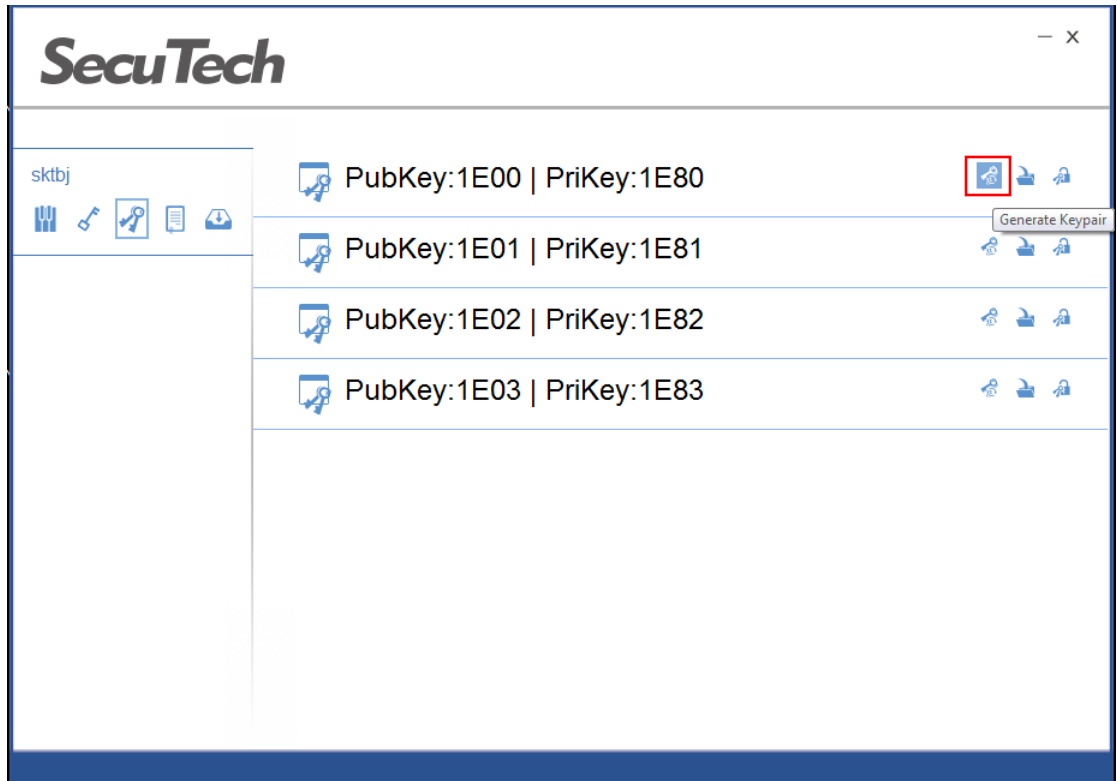 SecuTech
— x
sktbj
PubKey:1E00 | PriKey:1E80
Generate Keypair
PubKey:1E01 | PriKey:1E81
PubKey:1E02 | PriKey:1E82
PubKey:1E03 | PriKey:1E83